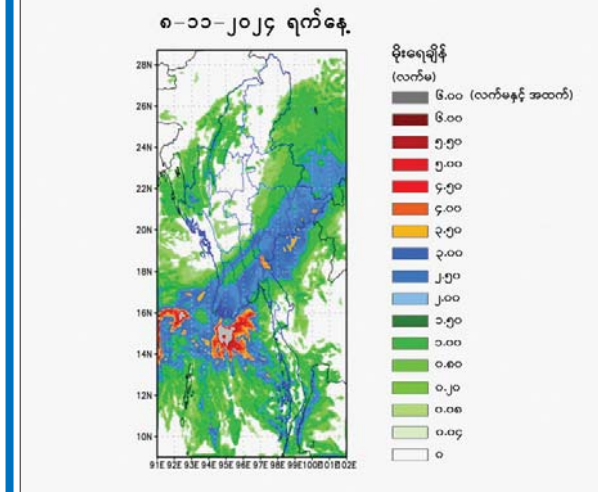 ၈-၁၁-၂၀၂၄ ရက်နေ့
မိုးရေချိန်
(လက်မ)
၆.၀၀ (လက်မနှင့် အထက်)
၆.၀၀
၅.၅၀
၅.၀၀
၄.၅၀
၄.၀၀
၃.၅၀
၃.၀၀
၂.၅၀
၂.၀၀
၁.၅၀
၁.၀၀
၀.၈၀
၀.၂၀
၀.၀၈
၀.၀၄
၀
28N
26N
24N
22N
20N
18N
16N
14N
12N
10N
91E 92E 93E 94E 95E 96E 97E 98E 99E100E101E102E